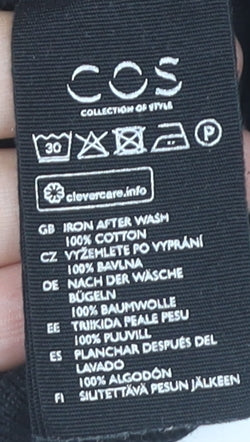 COS
COLLECTION OF STYLE
30 P
clevercare.info
GB IRON AFTER WASH
100% COTTON
CZ VYŽEHLETE PO VYPRÁNÍ
100% BAVLNA
DE NACH DER WÄSCHE
BÜGELN
100% BAUMWOLLE
EE TRIIKIDA PEALE PESU
100% PUUVILL
ES PLANCHAR DESPUÉS DEL
LAVADO
100% ALGODÓN
FI SILITETTÄVÄ PESUN JÄLKEEN